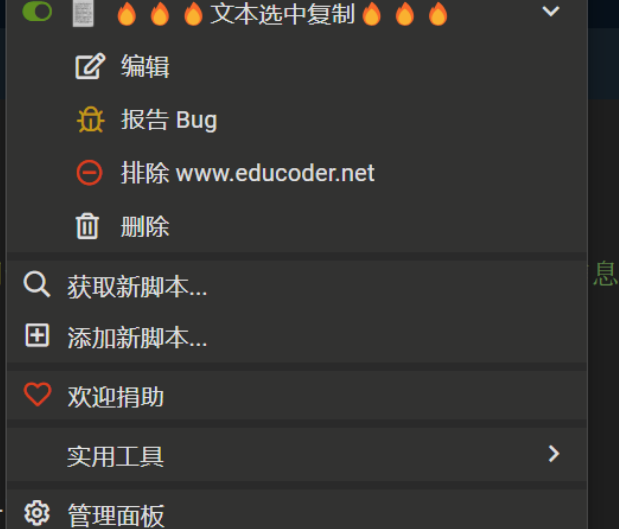 🔥🔥🔥文本选中复制🔥🔥🔥
编辑
报告 Bug
排除 www.educoder.net
删除
获取新脚本...
息
添加新脚本...
欢迎捐助
实用工具
管理面板